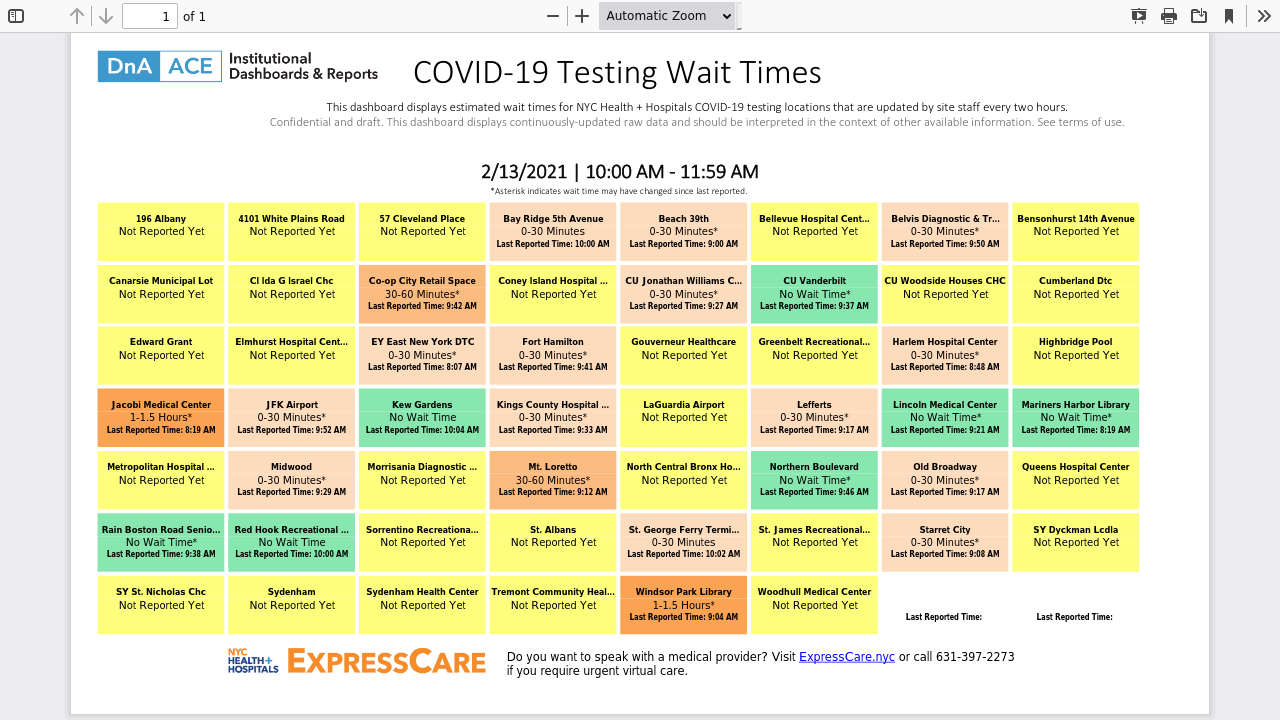 1 of 1 Automatic Zoom
DnA ACE Institutional Dashboards & Reports
COVID-19 Testing Wait Times
This dashboard displays estimated wait times for NYC Health + Hospitals COVID-19 testing locations that are updated by site staff every two hours.
Confidential and draft. This dashboard displays continuously-updated raw data and should be interpreted in the context of other available information. See terms of use.
2/13/2021 | 10:00 AM - 11:59 AM
*Asterisk indicates wait time may have changed since last reported.
196 Albany
Not Reported Yet
4101 White Plains Road
Not Reported Yet
57 Cleveland Place
Not Reported Yet
Bay Ridge 5th Avenue
0-30 Minutes
Last Reported Time: 10:00 AM
Beach 39th
0-30 Minutes*
Last Reported Time: 9:00 AM
Bellevue Hospital Cent...
Not Reported Yet
Belvis Diagnostic & Tr...
0-30 Minutes*
Last Reported Time: 9:50 AM
Bensonhurst 14th Avenue
Not Reported Yet
Canarsie Municipal Lot
Not Reported Yet
CI Ida G Israel Chc
Not Reported Yet
Co-op City Retail Space
30-60 Minutes*
Last Reported Time: 9:42 AM
Coney Island Hospital ...
Not Reported Yet
CU Jonathan Williams C...
0-30 Minutes*
Last Reported Time: 9:27 AM
CU Vanderbilt
No Wait Time*
Last Reported Time: 9:37 AM
CU Woodside Houses CHC
Not Reported Yet
Cumberland Dtc
Not Reported Yet
Edward Grant
Not Reported Yet
Elmhurst Hospital Cent...
Not Reported Yet
EY East New York DTC
0-30 Minutes*
Last Reported Time: 8:07 AM
Fort Hamilton
0-30 Minutes*
Last Reported Time: 9:41 AM
Gouverneur Healthcare
Not Reported Yet
Greenbelt Recreational...
Not Reported Yet
Harlem Hospital Center
0-30 Minutes*
Last Reported Time: 8:48 AM
Highbridge Pool
Not Reported Yet
Jacobi Medical Center
1-1.5 Hours*
Last Reported Time: 8:19 AM
JFK Airport
0-30 Minutes*
Last Reported Time: 9:52 AM
Kew Gardens
No Wait Time
Last Reported Time: 10:04 AM
Kings County Hospital ...
0-30 Minutes*
Last Reported Time: 9:33 AM
LaGuardia Airport
Not Reported Yet
Lefferts
0-30 Minutes*
Last Reported Time: 9:17 AM
Lincoln Medical Center
No Wait Time*
Last Reported Time: 9:21 AM
Mariners Harbor Library
No Wait Time*
Last Reported Time: 8:19 AM
Metropolitan Hospital ...
Not Reported Yet
Midwood
0-30 Minutes*
Last Reported Time: 9:29 AM
Morrisania Diagnostic ...
Not Reported Yet
Mt. Loretto
30-60 Minutes*
Last Reported Time: 9:12 AM
North Central Bronx Ho...
Not Reported Yet
Northern Boulevard
No Wait Time*
Last Reported Time: 9:46 AM
Old Broadway
0-30 Minutes*
Last Reported Time: 9:17 AM
Queens Hospital Center
Not Reported Yet
Rain Boston Road Senio...
No Wait Time*
Last Reported Time: 9:38 AM
Red Hook Recreational ...
No Wait Time
Last Reported Time: 10:00 AM
Sorrentino Recreationa...
Not Reported Yet
St. Albans
Not Reported Yet
St. George Ferry Termi...
0-30 Minutes
Last Reported Time: 10:02 AM
St. James Recreational...
Not Reported Yet
Starret City
0-30 Minutes*
Last Reported Time: 9:08 AM
SY Dyckman Lcdla
Not Reported Yet
SY St. Nicholas Chc
Not Reported Yet
Sydenham
Not Reported Yet
Sydenham Health Center
Not Reported Yet
Tremont Community Heal...
Not Reported Yet
Windsor Park Library
1-1.5 Hours*
Last Reported Time: 9:04 AM
Woodhull Medical Center
Not Reported Yet
Last Reported Time:
Last Reported Time:
NYC HEALTH+ HOSPITALS
EXPRESSCARE
Do you want to speak with a medical provider? Visit ExpressCare.nyc or call 631-397-2273
if you require urgent virtual care.